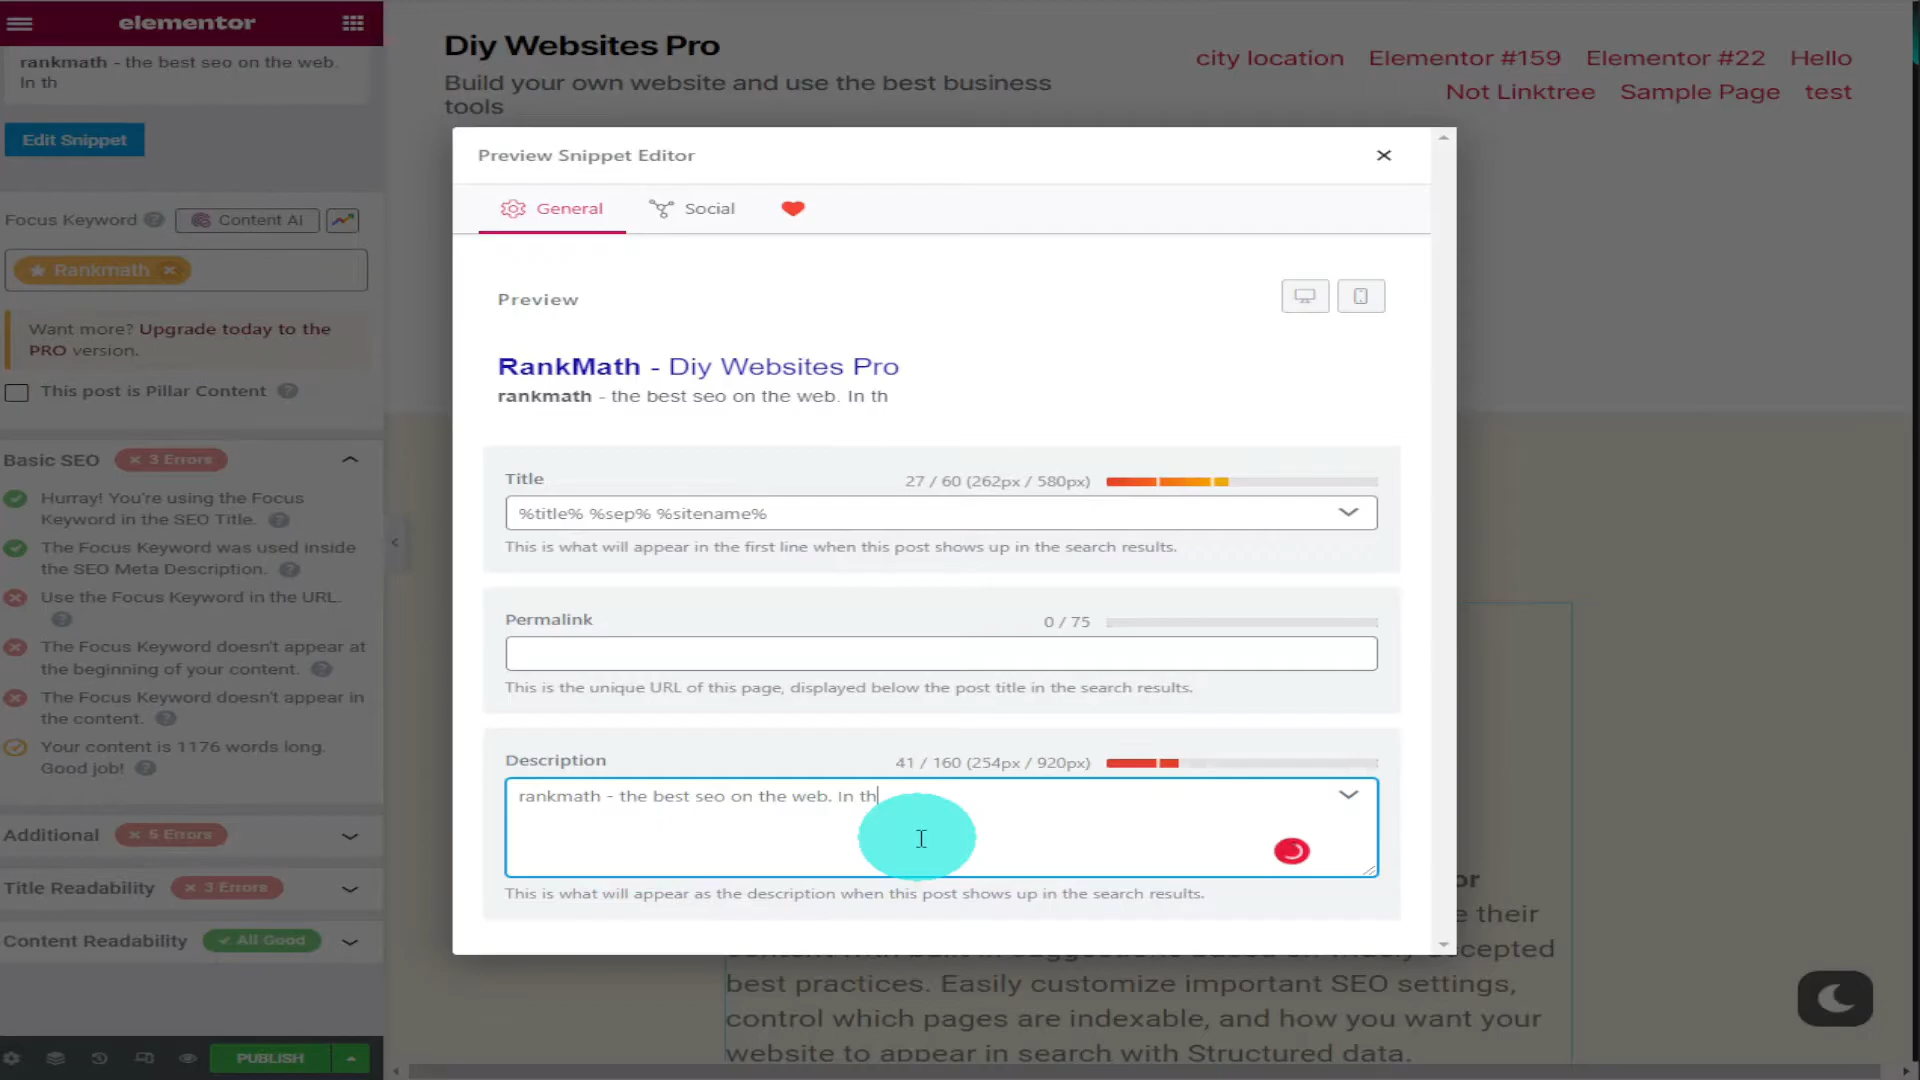 elementor
rankmath - the best seo on the web.
In th
Edit Snippet
Focus Keyword
Content AI
Rankmath
Want more? Upgrade today to the
PRO version.
This post is Pillar Content
Basic SEO
× 3 Errors
Hurray! You're using the Focus
Keyword in the SEO Title.
The Focus Keyword was used inside
the SEO Meta Description.
Use the Focus Keyword in the URL.
The Focus Keyword doesn't appear at
the beginning of your content.
The Focus Keyword doesn't appear in
the content.
Your content is 1176 words long.
Good job!
Additional
× 5 Errors
Title Readability
× 3 Errors
Content Readability
All Good
PUBLISH
Diy Websites Pro
Build your own website and use the best business
tools
city location Elementor #159 Elementor #22 Hello
Not Linktree Sample Page test
Preview Snippet Editor
General
Social
Preview
RankMath - Diy Websites Pro
rankmath - the best seo on the web. In th
Title
27 / 60 (262px / 580px)
%title% %sep% %sitename%
This is what will appear in the first line when this post shows up in the search results.
Permalink
0 / 75
This is the unique URL of this page, displayed below the post title in the search results.
Description
41 / 160 (254px / 920px)
rankmath - the best seo on the web. In th
This is what will appear as the description when this post shows up in the search results.
or
e their
cepted
best practices. Easily customize important SEO settings,
control which pages are indexable, and how you want your
website to appear in search with Structured data.